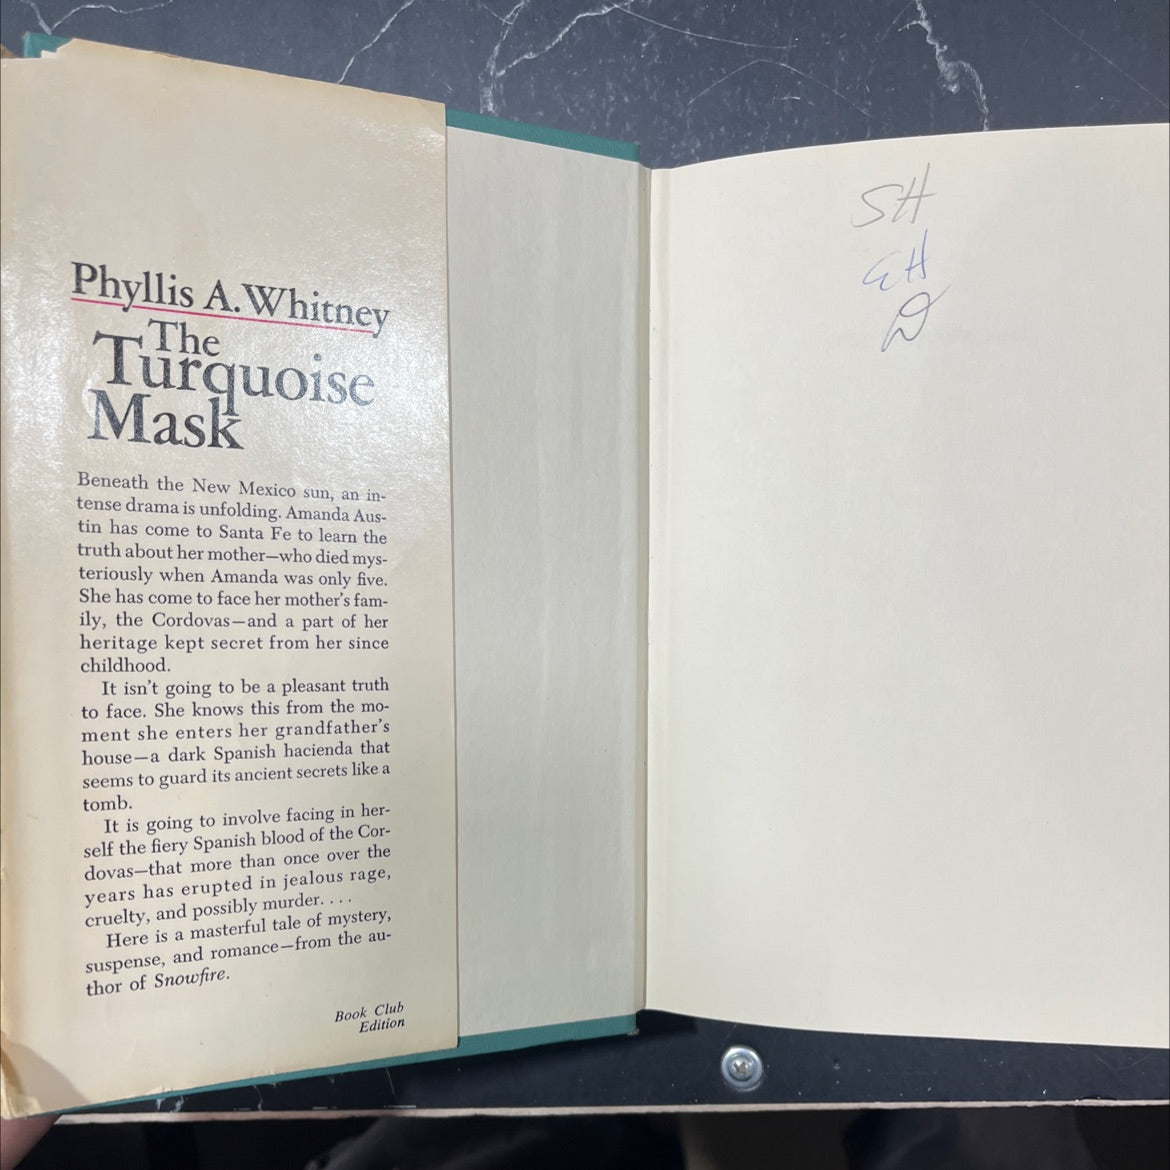 Phyllis A. Whitney
The
Turquoise
Mask
Beneath the New Mexico sun, an in-
tense drama is unfolding. Amanda Aus-
tin has come to Santa Fe to learn the
truth about her mother—who died mys-
teriously when Amanda was only five.
She has come to face her mother's fam-
ily, the Cordovas—and a part of her
heritage kept secret from her since
childhood.
It isn't going to be a pleasant truth
to face. She knows this from the mo-
ment she enters her grandfather's
house—a dark Spanish hacienda that
seems to guard its ancient secrets like a
tomb.
It is going to involve facing in her-
self the fiery Spanish blood of the Cor-
dovas—that more than once over the
years has erupted in jealous rage,
cruelty, and possibly murder. . . .
Here is a masterful tale of mystery,
suspense, and romance—from the au-
thor of Snowfire.
Book Club
Edition
SH